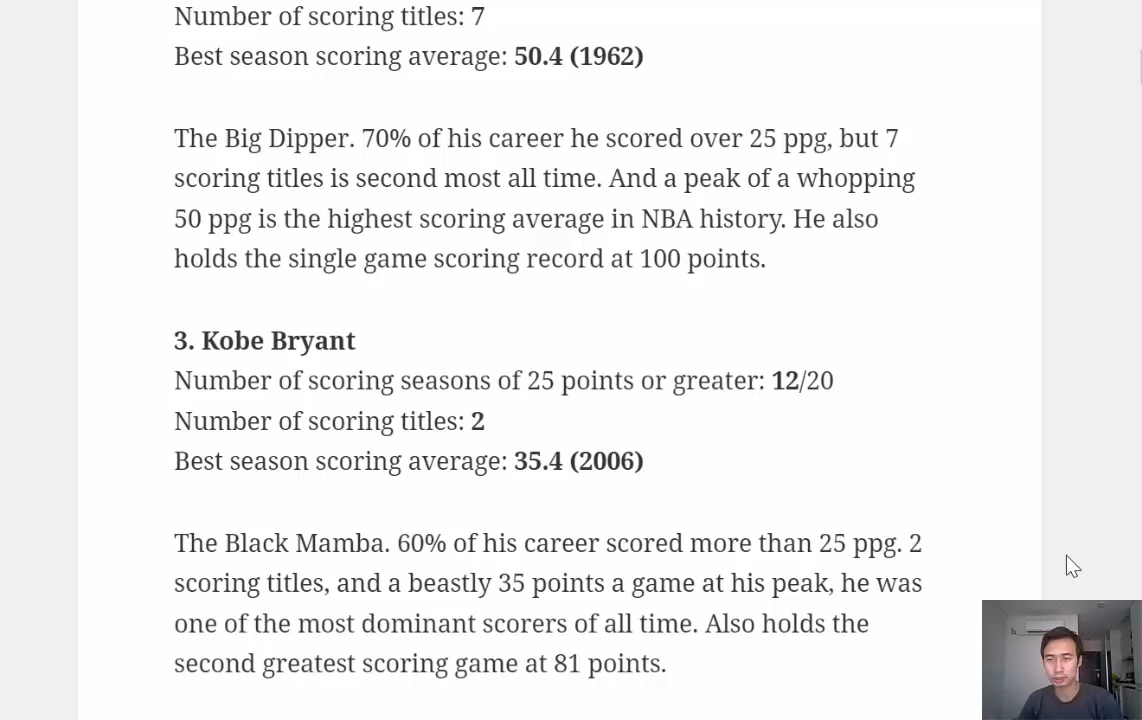 Number of scoring titles: 7
Best season scoring average: 50.4 (1962)
The Big Dipper. 70% of his career he scored over 25 ppg, but 7
scoring titles is second most all time. And a peak of a whopping
50 ppg is the highest scoring average in NBA history. He also
holds the single game scoring record at 100 points.
3. Kobe Bryant
Number of scoring seasons of 25 points or greater: 12/20
Number of scoring titles: 2
Best season scoring average: 35.4 (2006)
The Black Mamba. 60% of his career scored more than 25 ppg. 2
scoring titles, and a beastly 35 points a game at his peak, he was
one of the most dominant scorers of all time. Also holds the
second greatest scoring game at 81 points.